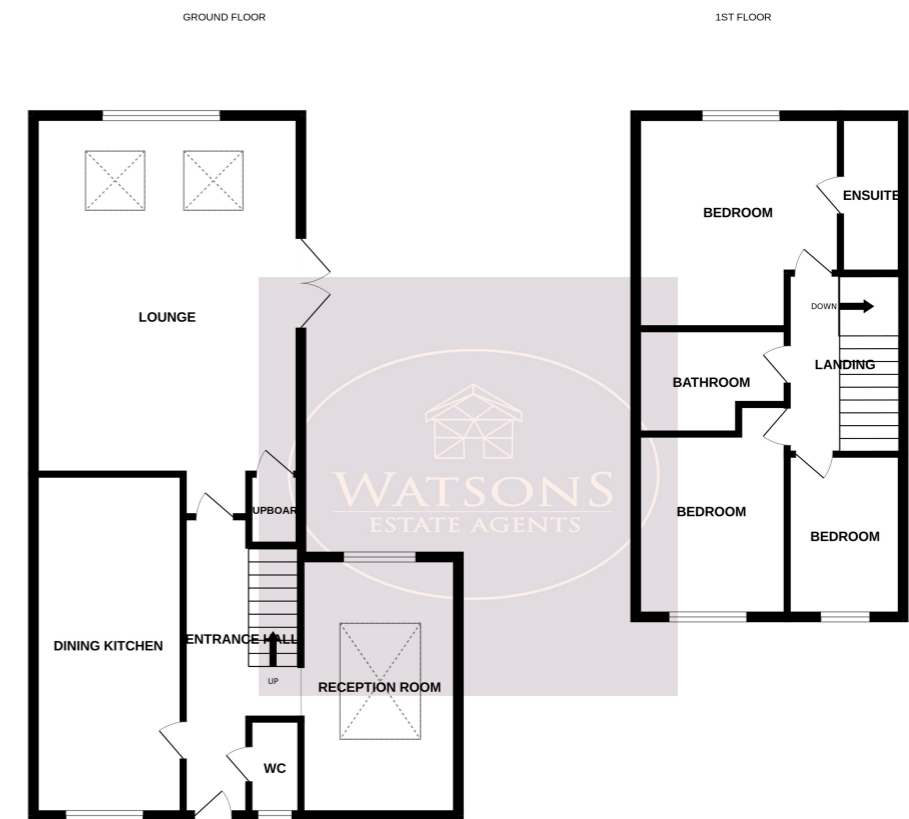 GROUND FLOOR
1ST FLOOR
LOUNGE
UPBOAR
DINING KITCHEN
ENTRANCE HALL
UP
RECEPTION ROOM
WC
BEDROOM
ENSUITE
DOWN
LANDING
BATHROOM
BEDROOM
BEDROOM
WATSONS
ESTATE AGENTS